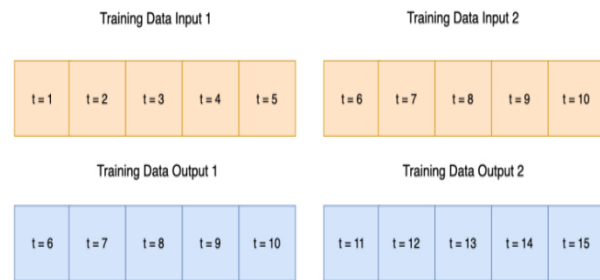 Training Data Input 1
Training Data Input 2
t = 1 t = 2 t = 3 t = 4 t = 5
t = 6 t = 7 t = 8 t = 9 t = 10
Training Data Output 1
Training Data Output 2
t = 6 t = 7 t = 8 t = 9 t = 10
t = 11 t = 12 t = 13 t = 14 t = 15